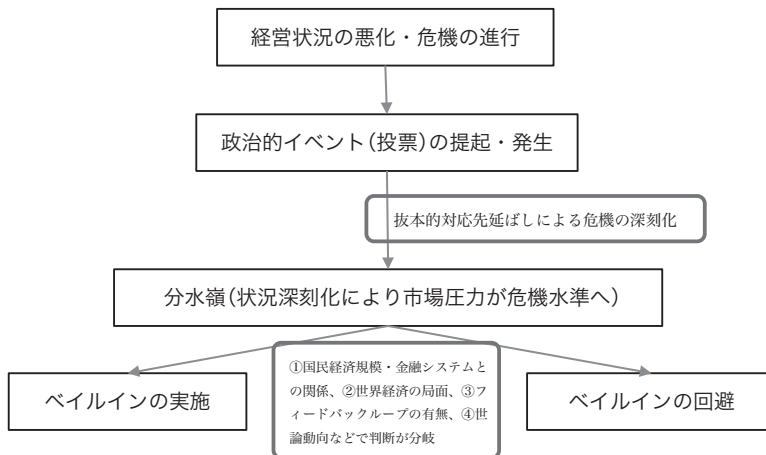 経営状況の悪化・危機の進行
政治的イベント(投票)の提起・発生
抜本的対応先延ばしによる危機の深刻化
分水嶺(状況深刻化により市場圧力が危機水準へ)
ベイルインの実施
①国民経済規模・金融システムと
の関係、②世界経済の局面、③フ
ィードバックループの有無、④世
論動向などで判断が分岐
ベイルインの回避